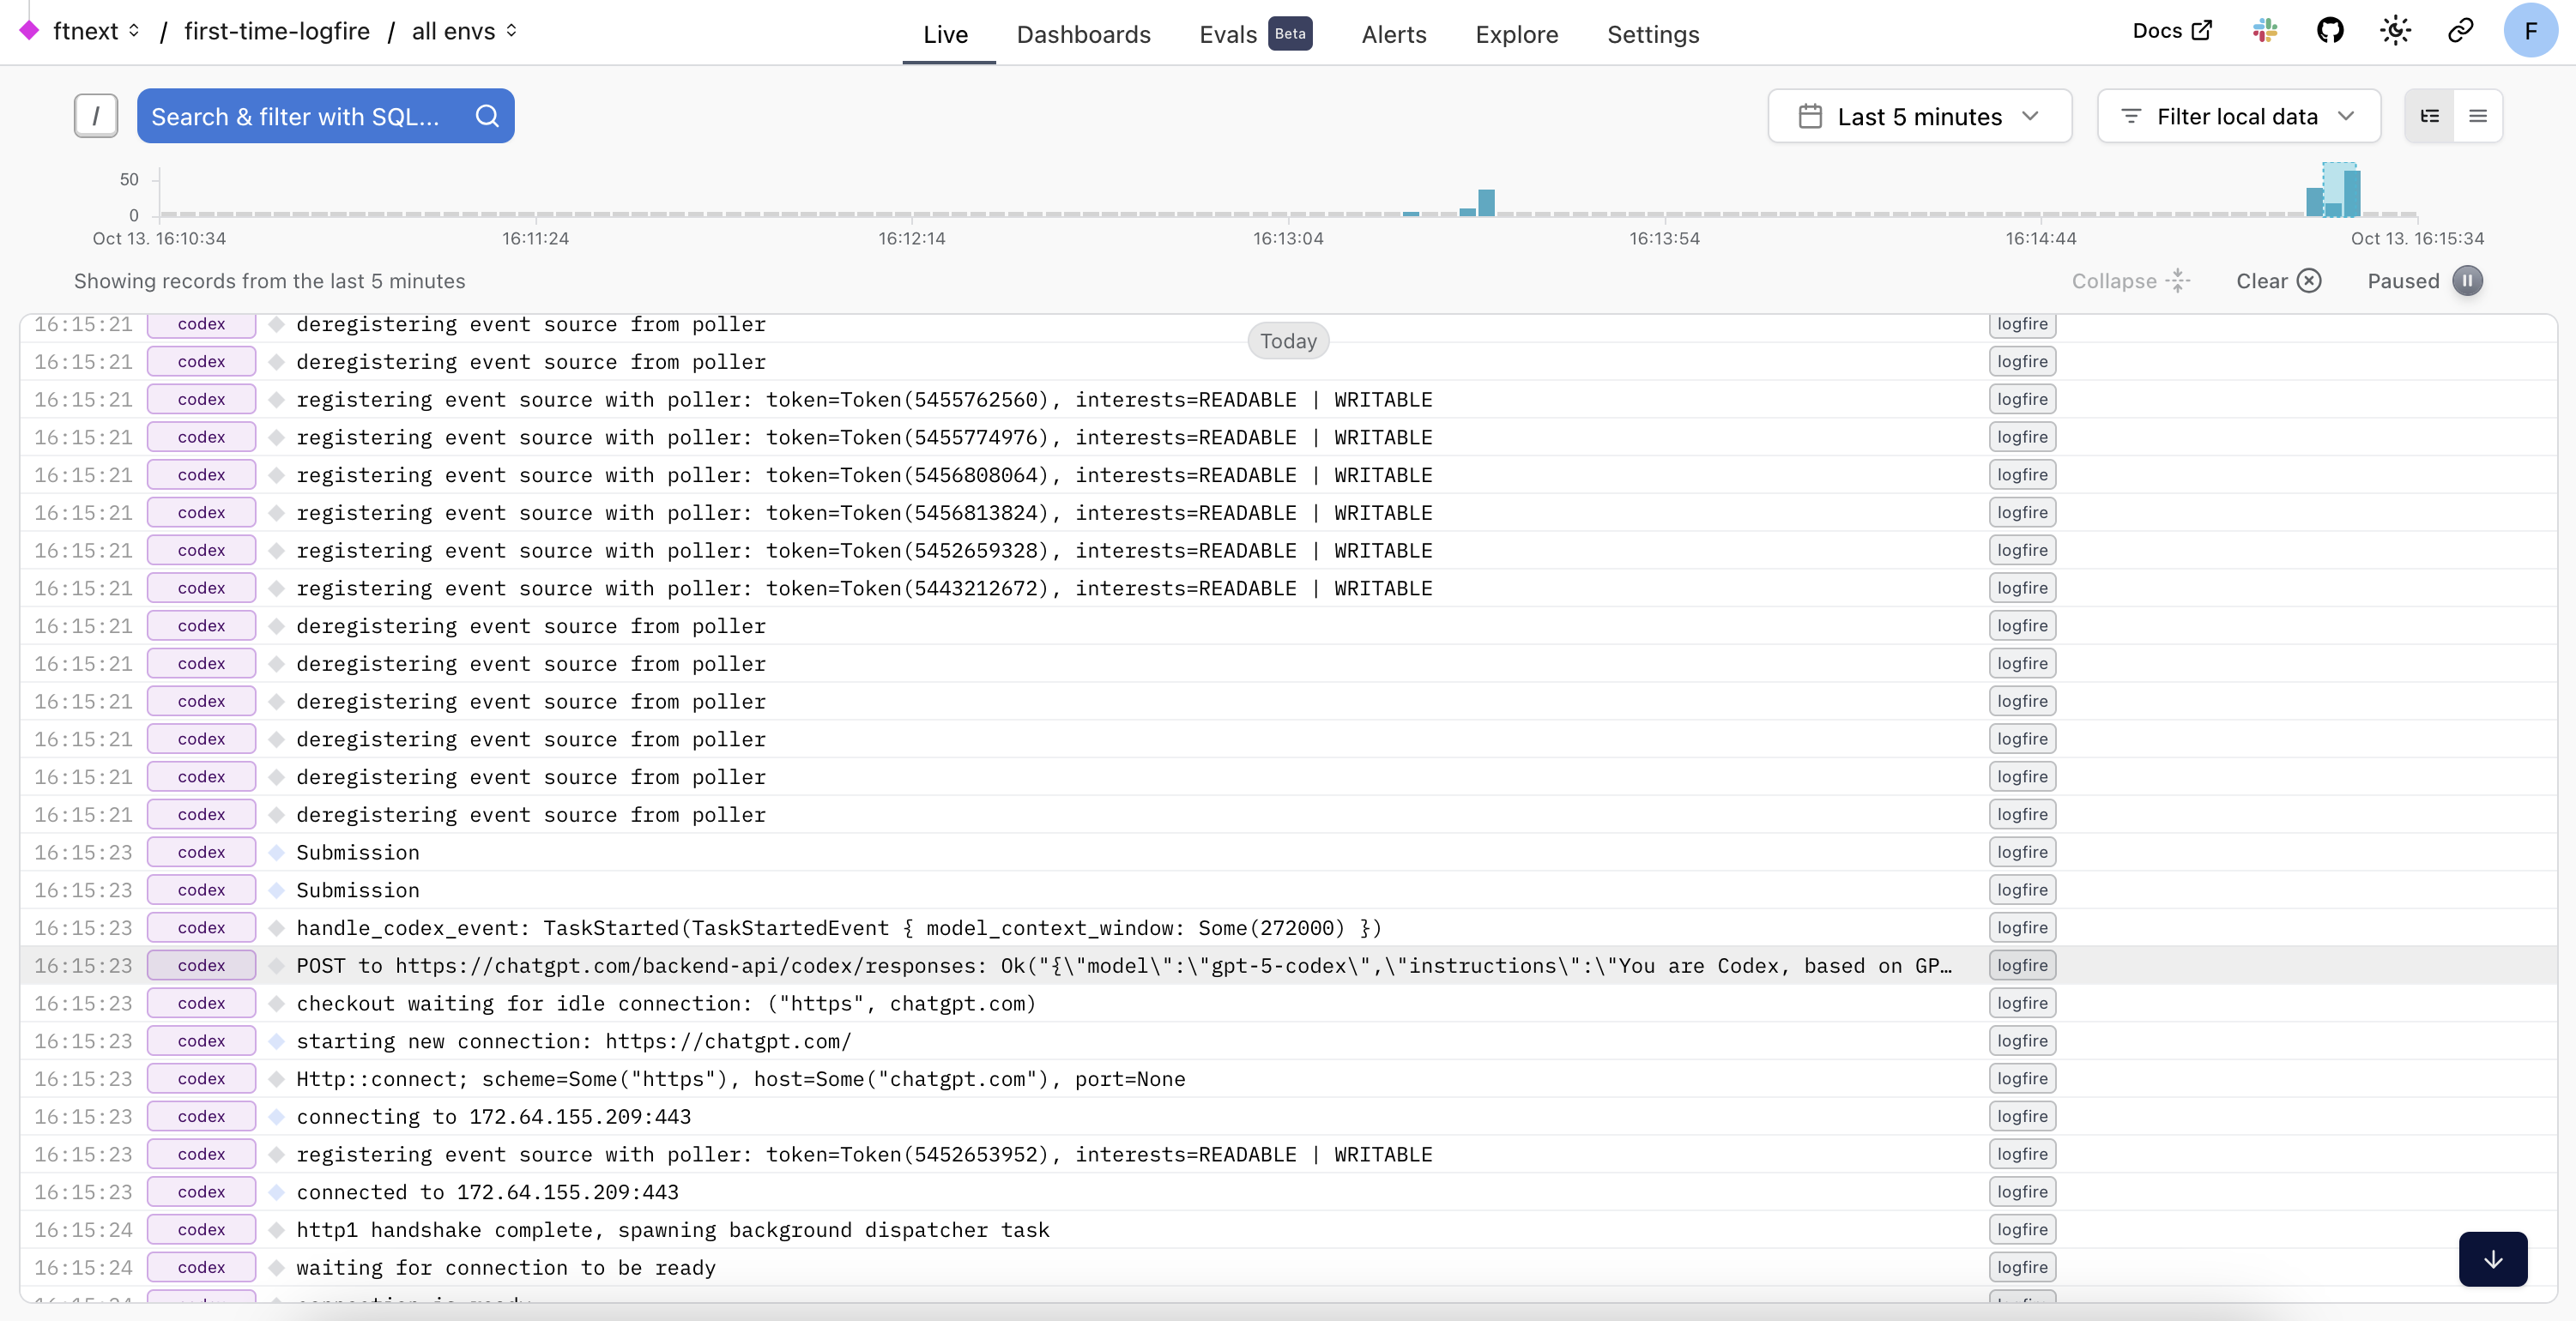 ftnext / first-time-logfire / all envs Live Dashboards Evals Beta Alerts Explore Settings Docs F
/ Search & filter with SQL... Last 5 minutes Filter local data
50
0
Oct 13. 16:10:34 16:11:24 16:12:14 16:13:04 16:13:54 16:14:44 Oct 13. 16:15:34
Showing records from the last 5 minutes Collapse Clear Paused
Today
16:15:21 codex deregistering event source from poller logfire
16:15:21 codex deregistering event source from poller logfire
16:15:21 codex registering event source with poller: token=Token(5455762560), interests=READABLE | WRITABLE logfire
16:15:21 codex registering event source with poller: token=Token(5455774976), interests=READABLE | WRITABLE logfire
16:15:21 codex registering event source with poller: token=Token(5456808064), interests=READABLE | WRITABLE logfire
16:15:21 codex registering event source with poller: token=Token(5456813824), interests=READABLE | WRITABLE logfire
16:15:21 codex registering event source with poller: token=Token(5452659328), interests=READABLE | WRITABLE logfire
16:15:21 codex registering event source with poller: token=Token(5443212672), interests=READABLE | WRITABLE logfire
16:15:21 codex deregistering event source from poller logfire
16:15:21 codex deregistering event source from poller logfire
16:15:21 codex deregistering event source from poller logfire
16:15:21 codex deregistering event source from poller logfire
16:15:21 codex deregistering event source from poller logfire
16:15:21 codex deregistering event source from poller logfire
16:15:23 codex Submission logfire
16:15:23 codex Submission logfire
16:15:23 codex handle_codex_event: TaskStarted(TaskStartedEvent { model_context_window: Some(272000) }) logfire
16:15:23 codex POST to https://chatgpt.com/backend-api/codex/responses: Ok("{\"model\":\"gpt-5-codex\",\"instructions\":\"You are Codex, based on GP… logfire
16:15:23 codex checkout waiting for idle connection: ("https", chatgpt.com) logfire
16:15:23 codex starting new connection: https://chatgpt.com/ logfire
16:15:23 codex Http::connect; scheme=Some("https"), host=Some("chatgpt.com"), port=None logfire
16:15:23 codex connecting to 172.64.155.209:443 logfire
16:15:23 codex registering event source with poller: token=Token(5452653952), interests=READABLE | WRITABLE logfire
16:15:23 codex connected to 172.64.155.209:443 logfire
16:15:24 codex http1 handshake complete, spawning background dispatcher task logfire
16:15:24 codex waiting for connection to be ready logfire